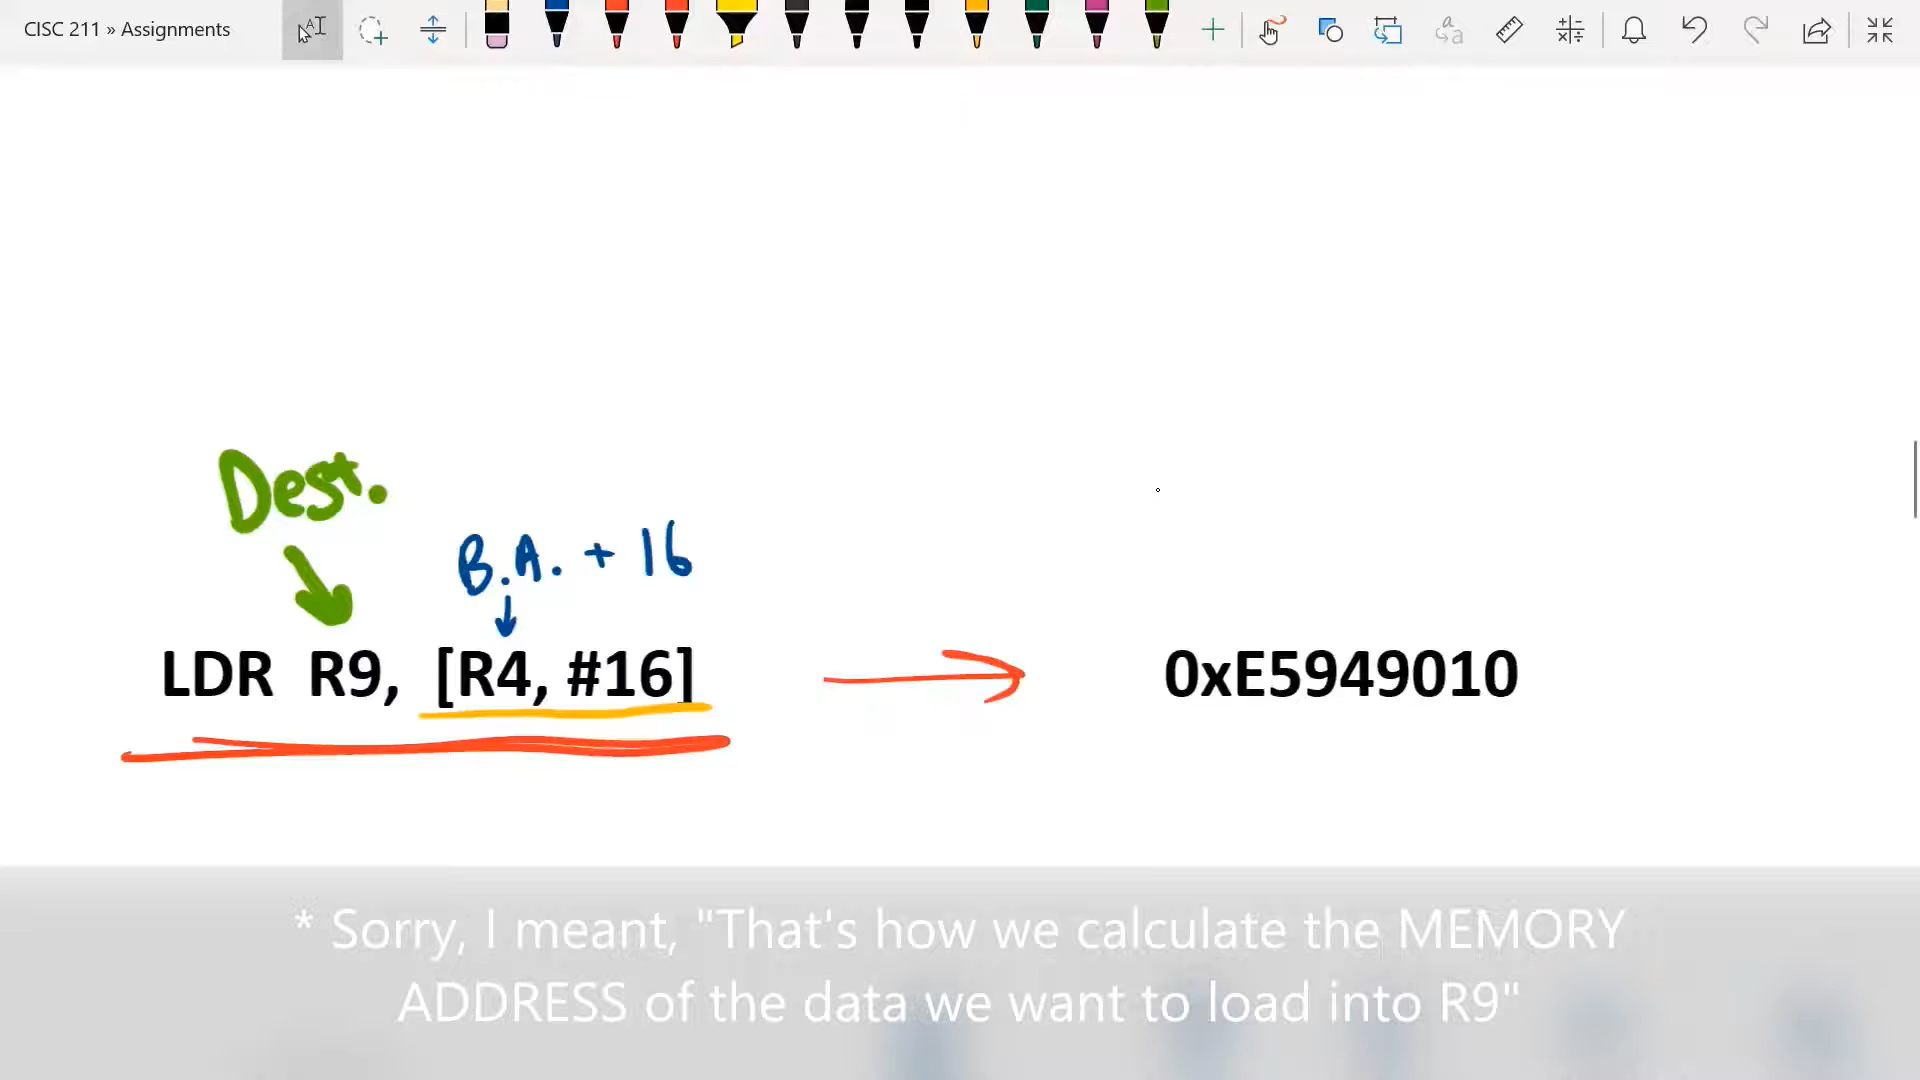 CISC 211 » Assignments
Dest.
B.A. + 16
LDR R9, [R4, #16]
0xE5949010
* Sorry, I meant, "That's how we calculate the MEMORY
ADDRESS of the data we want to load into R9"